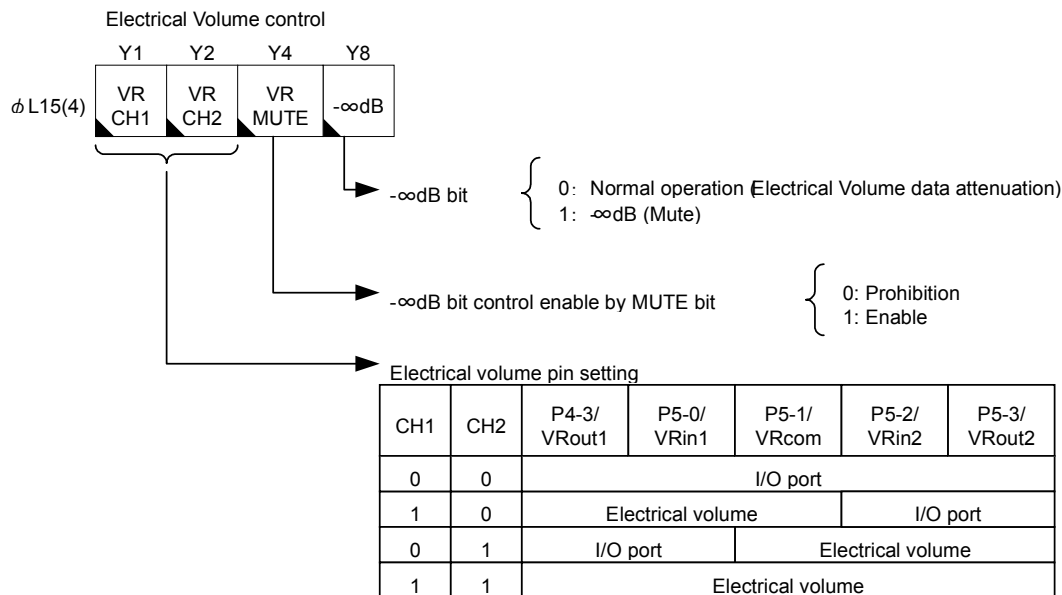 Electrical Volume control
Y1 Y2 Y4 Y8
ϕL15(4)
VR CH1
VR CH2
VR MUTE
-∞dB
-∞dB bit
0: Normal operation (Electrical Volume data attenuation)
1: -∞dB (Mute)
-∞dB bit control enable by MUTE bit
0: Prohibition
1: Enable
Electrical volume pin setting
CH1 CH2 P4-3/VRout1 P5-0/VRin1 P5-1/VRcom P5-2/VRin2 P5-3/VRout2
0 0 I/O port
1 0 Electrical volume I/O port
0 1 I/O port Electrical volume
1 1 Electrical volume